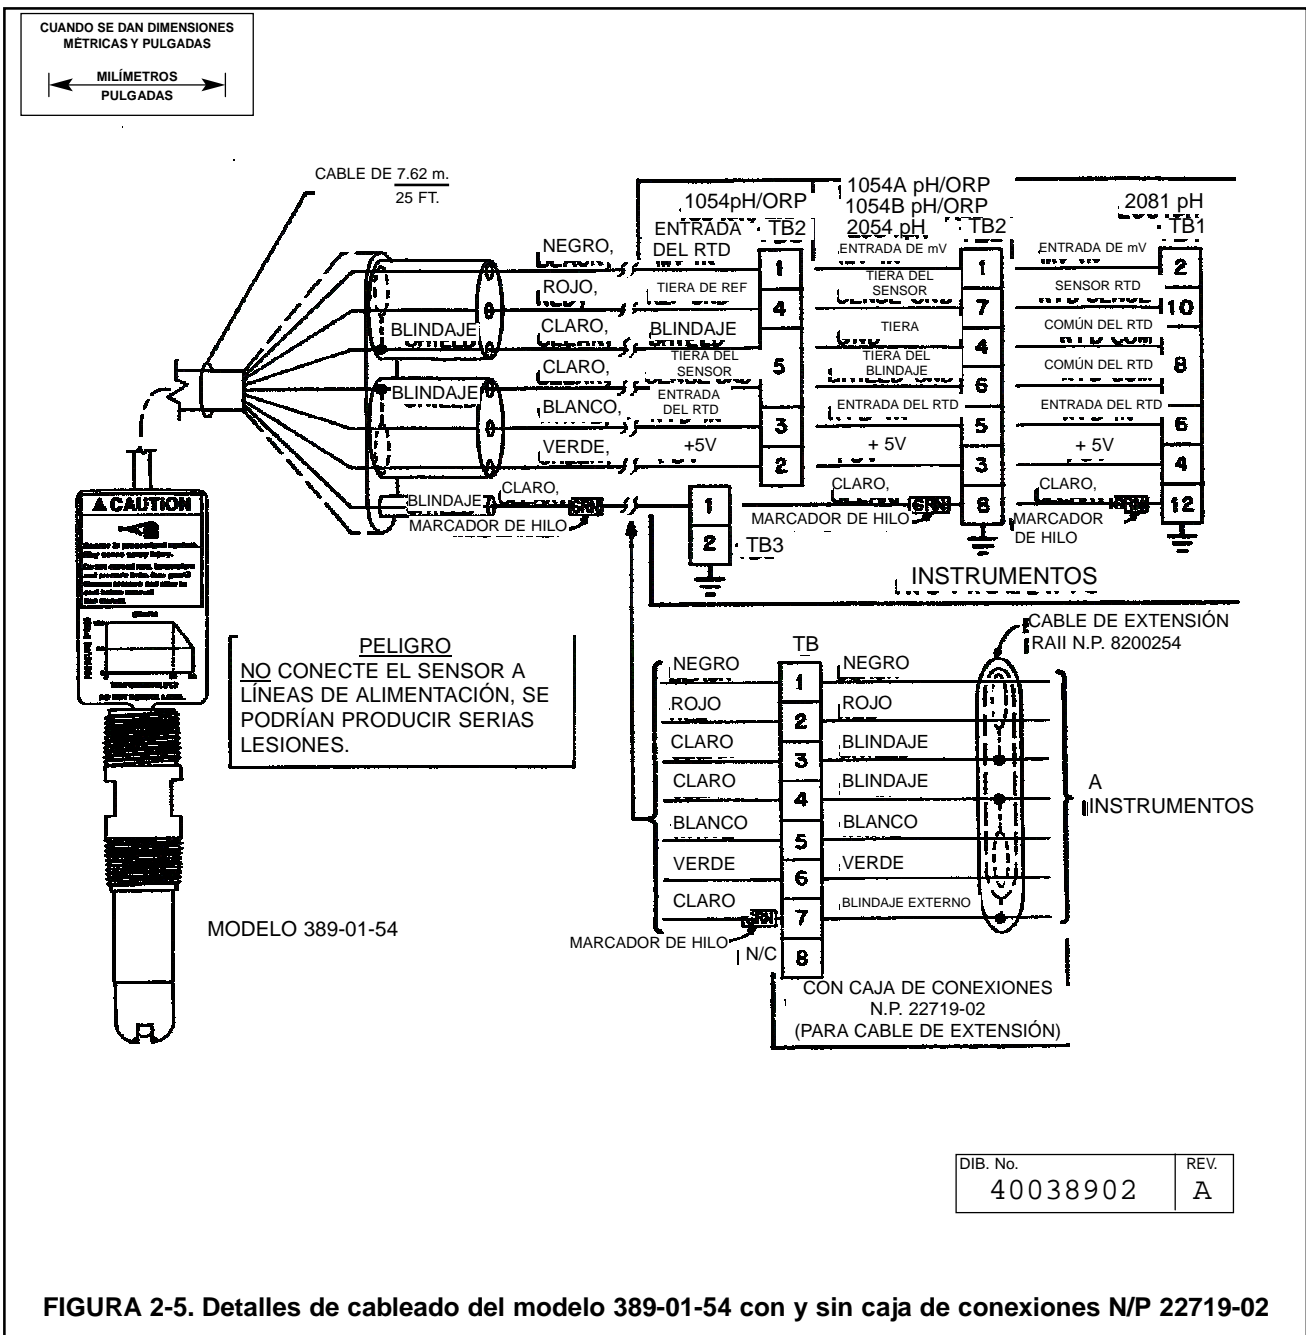 CUANDO SE DAN DIMENSIONES
MÉTRICAS Y PULGADAS
MILÍMETROS
PULGADAS
CABLE DE 7.62 m.
25 FT.
1054pH/ORP
1054A pH/ORP
1054B pH/ORP
2054 pH
2081 pH
ENTRADA
DEL RTD
TB2
TB2
TB1
NEGRO,
1
ENTRADA DE mV
1
ENTRADA DE mV
2
ROJO,
TIERA DE REF
4
TIERA DEL
SENSOR
7
SENSOR RTD
10
BLINDAJE
CLARO,
BLINDAJE
5
TIERA
4
COMÚN DEL RTD
8
CLARO,
TIERA DEL
SENSOR
TIERA DEL
BLINDAJE
6
COMÚN DEL RTD
BLINDAJE
BLANCO,
ENTRADA
DEL RTD
3
ENTRADA DEL RTD
5
ENTRADA DEL RTD
6
VERDE,
+5V
2
+ 5V
3
+ 5V
4
BLINDAJE
CLARO,
1
CLARO,
8
CLARO,
12
MARCADOR DE HILO
MARCADOR DE HILO
MARCADOR
DE HILO
2
TB3
INSTRUMENTOS
CAUTION
PELIGRO
NO CONECTE EL SENSOR A
LÍNEAS DE ALIMENTACIÓN, SE
PODRÍAN PRODUCIR SERIAS
LESIONES.
MODELO 389-01-54
CABLE DE EXTENSIÓN
RAII N.P. 8200254
TB
NEGRO 1 NEGRO
ROJO 2 ROJO
CLARO 3 BLINDAJE
CLARO 4 BLINDAJE
BLANCO 5 BLANCO
VERDE 6 VERDE
CLARO 7 BLINDAJE EXTERNO
MARCADOR DE HILO
N/C 8
A
INSTRUMENTOS
CON CAJA DE CONEXIONES
N.P. 22719-02
(PARA CABLE DE EXTENSIÓN)
DIB. No.
40038902
REV.
A
FIGURA 2-5. Detalles de cableado del modelo 389-01-54 con y sin caja de conexiones N/P 22719-02